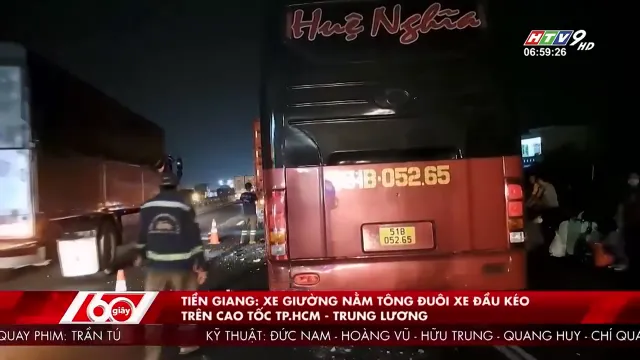 Huệ Nghĩa
HTV9 HD
06:59:26
51B-052.65
51B
052.65
60 giây
TIỀN GIANG: XE GIƯỜNG NẰM TÔNG ĐUÔI XE ĐẦU KÉO
TRÊN CAO TỐC TP.HCM - TRUNG LƯƠNG
QUAY PHIM: TRẦN TÚ
KỸ THUẬT: ĐỨC NAM - HOÀNG VŨ - HỮU TRUNG - QUANG HUY - CHÍ QUA